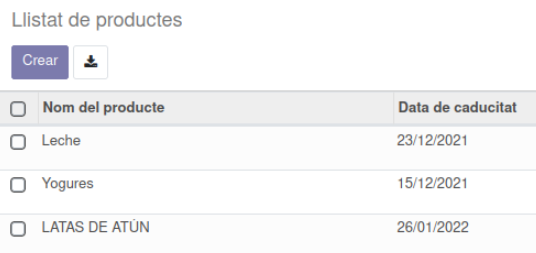 Llistat de productes
Crear
Nom del producte Data de caducitat
Leche 23/12/2021
Yogures 15/12/2021
LATAS DE ATÚN 26/01/2022